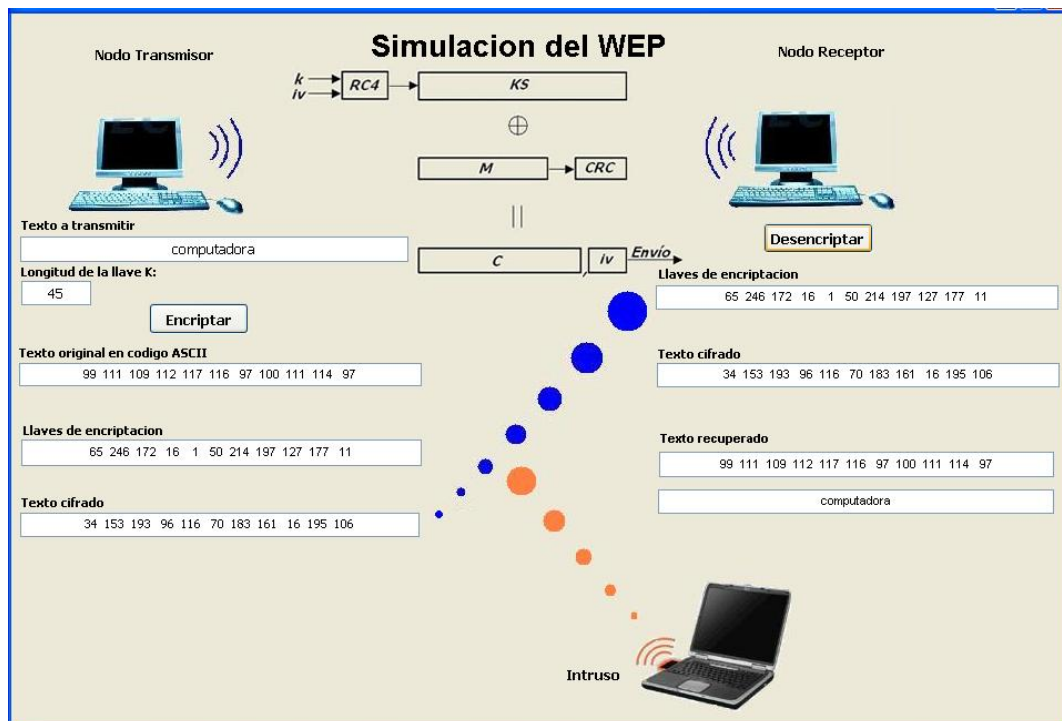 Simulacion del WEP
Nodo Transmisor
Nodo Receptor
k
iv
RC4
KS
M
CRC
C
, iv
Envío
Texto a transmitir
computadora
Longitud de la llave K:
45
Encriptar
Texto original en codigo ASCII
99 111 109 112 117 116 97 100 111 114 97
Llaves de encriptacion
65 246 172 16 1 50 214 197 127 177 11
Texto cifrado
34 153 193 96 116 70 183 161 16 195 106
Desencriptar
Llaves de encriptacion
65 246 172 16 1 50 214 197 127 177 11
Texto cifrado
34 153 193 96 116 70 183 161 16 195 106
Texto recuperado
99 111 109 112 117 116 97 100 111 114 97
computadora
Intruso